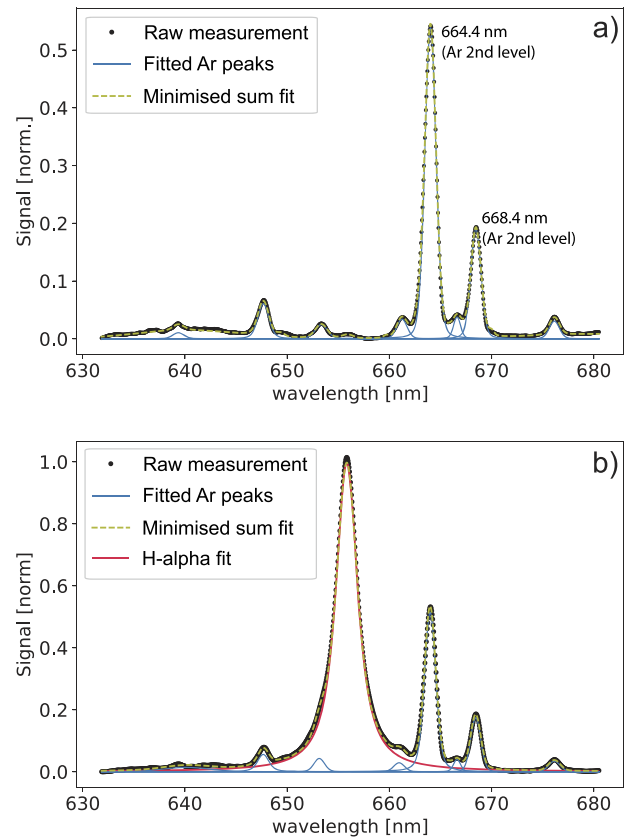 a)
Raw measurement
Fitted Ar peaks
Minimised sum fit
664.4 nm
(Ar 2nd level)
668.4 nm
(Ar 2nd level)
Signal [norm.]
0.5
0.4
0.3
0.2
0.1
0.0
630 640 650 660 670 680
wavelength [nm]
b)
Raw measurement
Fitted Ar peaks
Minimised sum fit
H-alpha fit
Signal [norm]
1.0
0.8
0.6
0.4
0.2
0.0
630 640 650 660 670 680
wavelength [nm]